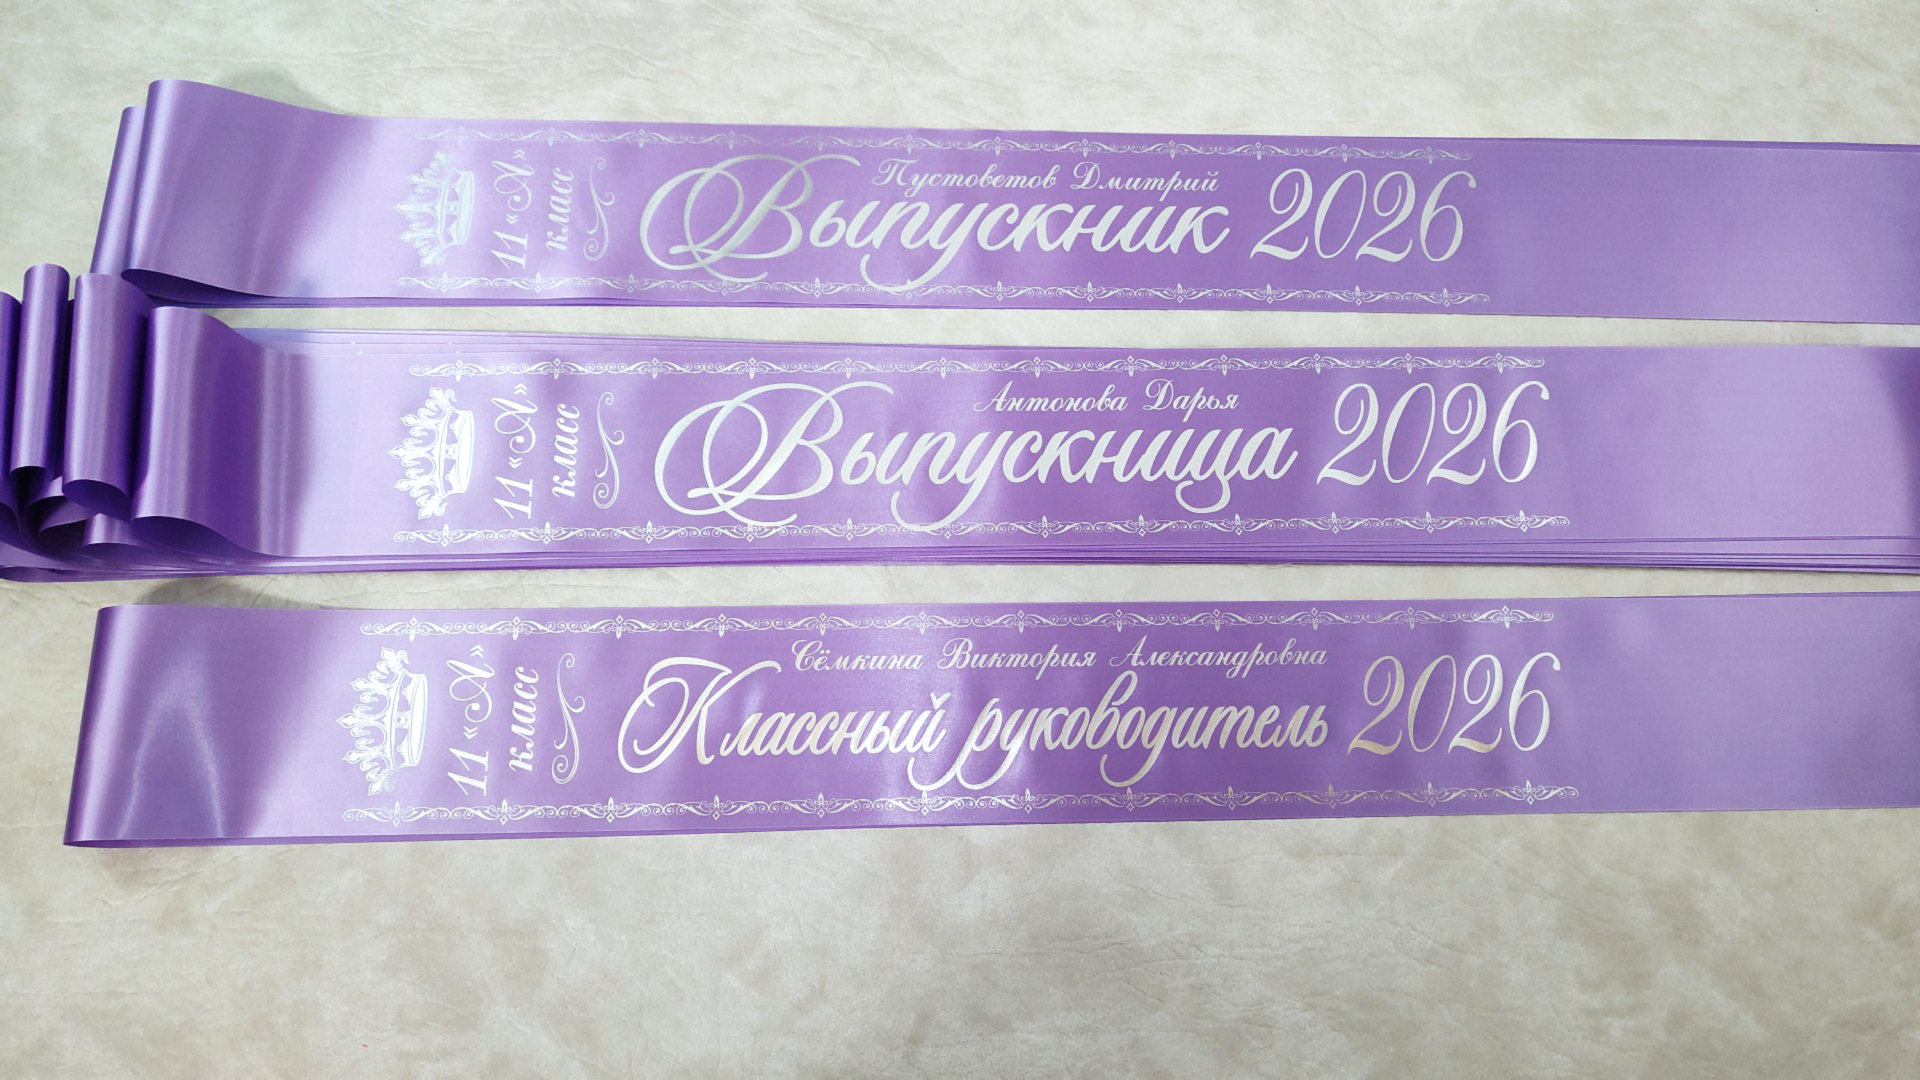 11 «А»
класс
Пустоветов Дмитрий
Выпускник 2026
11 «А»
класс
Антонова Дарья
Выпускница 2026
11 «А»
класс
Сёмкина Виктория Александровна
Классный руководитель 2026